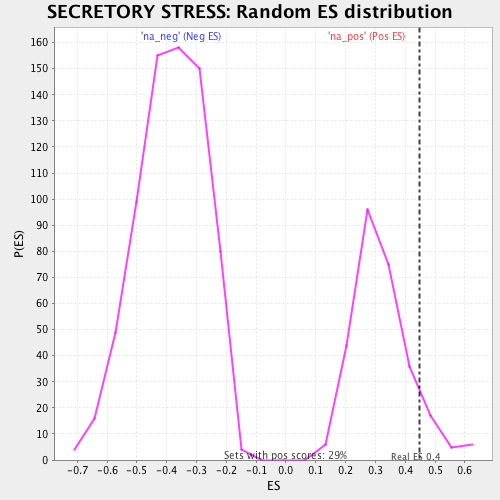 SECRETORY STRESS: Random ES distribution
'na_neg' (Neg ES)
'na_pos' (Pos ES)
160
150
140
130
120
110
100
90
80
70
60
50
40
30
20
10
0
P(ES)
Sets with pos scores: 29%
Real ES 0.4
-0.7 -0.6 -0.5 -0.4 -0.3 -0.2 -0.1 0.0 0.1 0.2 0.3 0.4 0.5 0.6
ES